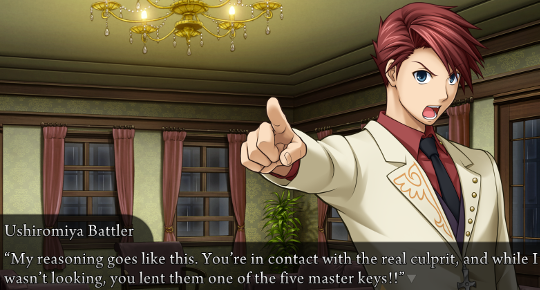 Ushiromiya Battler
“My reasoning goes like this. You're in contact with the real culprit, and while I
wasn't looking, you lent them one of the five master keys!!”